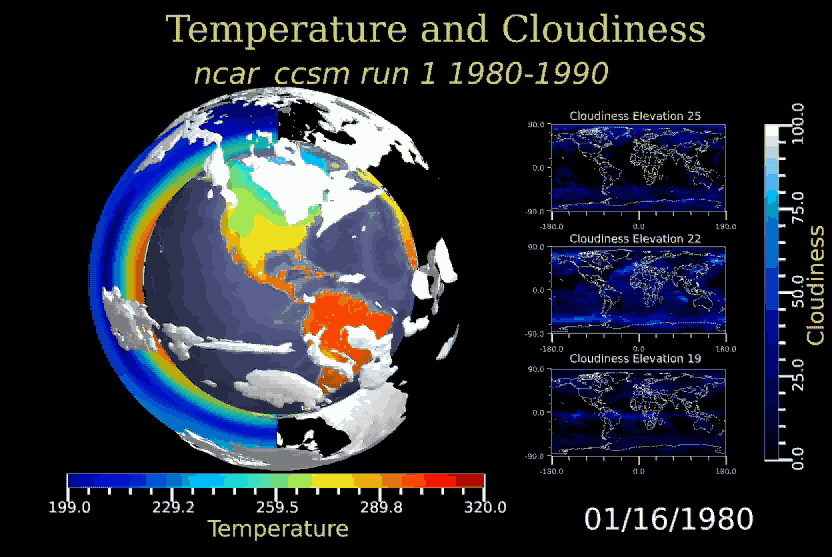 Temperature and Cloudiness
ncar_ccsm run 1 1980-1990
Cloudiness Elevation 25
90.0
0.0
-90.0
-180.0 0.0 180.0
Cloudiness Elevation 22
90.0
0.0
-90.0
-180.0 0.0 180.0
Cloudiness Elevation 19
90.0
0.0
-90.0
-180.0 0.0 180.0
100.0
75.0
50.0
25.0
0.0
Cloudiness
199.0 229.2 259.5 289.8 320.0
Temperature
01/16/1980